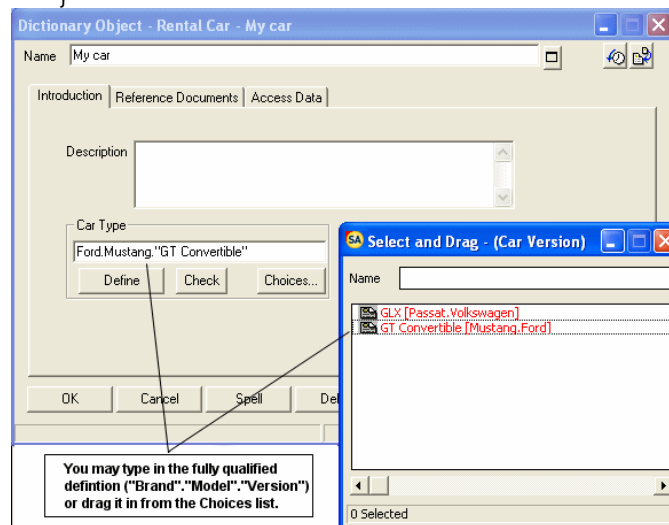 Dictionary Object - Rental Car - My car
Name My car
Introduction Reference Documents Access Data
Description
Car Type
Ford.Mustang."GT Convertible"
Define Check Choices...
OK Cancel Spell
You may type in the fully qualified
defintion ("Brand"."Model"."Version")
or drag it in from the Choices list.
SA Select and Drag - (Car Version)
Name
GLX [Passat.Volkswagen]
GT Convertible [Mustang.Ford]
0 Selected